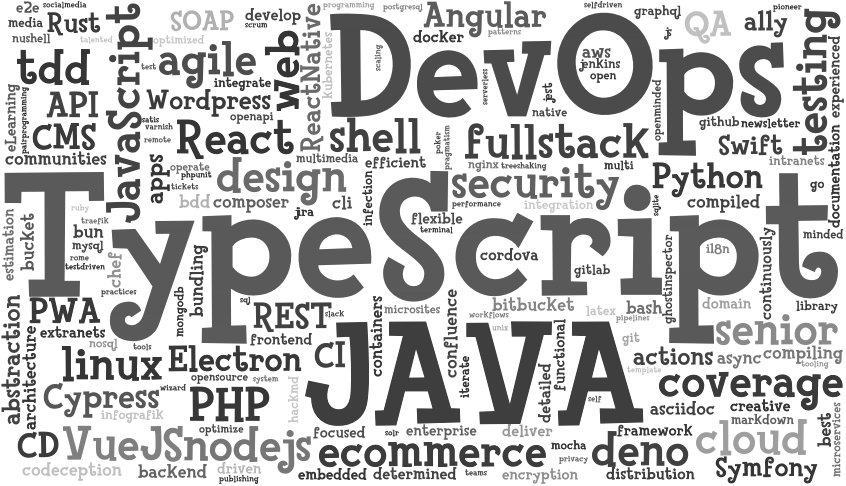 e2e
socialmedia
media
Rust
nushell
talented
JavaScript
SOAP
optimized
develop
scrum
web
ReactNative
programming
kubernetes
postgresql
Angular
patterns
docker
DevOps
scaling
serverless
selfdriven
graphql
aws
jenkins
open
jest
native
QA
ally
pioneer
testing
experienced
tdd
test
agile
integrate
API
Wordpress
openapi
eLearning
pairprogramming
CMS
communities
satis
varnish
remote
React
shell
multimedia
efficient
poker
pragmatism
fullstack
nginx
treeshaking
multi
openminded
github
newsletter
Swift
intranets
documentation
apps
operate
phpunit
tickets
design
bdd
composer
jira
cli
infection
flexible
terminal
security
performance
integration
sqlite
Python
compiled
go
minded
TypeScript
estimation
bucket
ruby
traefik
bun
mysql
rome
testdriven
chef
practices
mongodb
bundling
sql
cordova
gitlab
ghostinspector
i18n
continuously
library
PWA
extranets
nosql
tools
REST
slack
frontend
containers
microsites
confluence
bitbucket
workflows
unix
latex
pipelines
bash
domain
senior
abstraction
architecture
linux
Electron
opensource
system
CI
JAVA
iterate
detailed
functional
self
git
actions
template
async
compiling
tooling
coverage
Cypress
wizard
infografik
PHP
optimize
hackmd
asciidoc
creative
markdown
best
microservices
CD
VueJS
nodejs
focused
solr
enterprise
deliver
framework
cloud
codeception
backend
driven
publishing
ecommerce
embedded
determined
teams
mocha
privacy
encryption
deno
distribution
Symfony